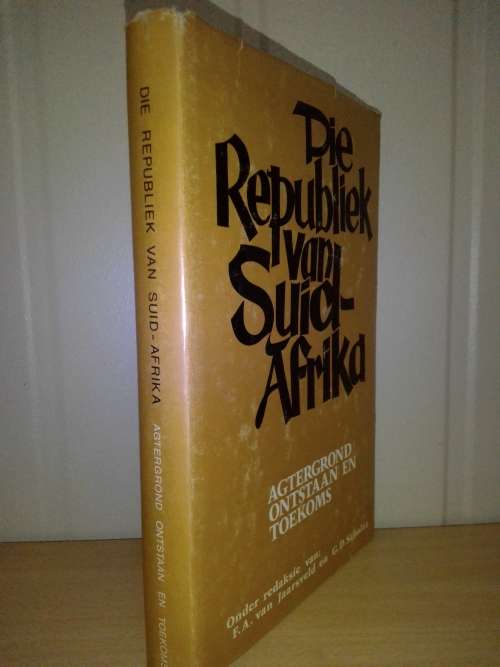 DIE REPUBLIEK VAN SUID-AFRIKA AGTERGROND ONTSTAAN EN TOEKOMS
Die
Republiek
van
Suid-
Afrika
AGTERGROND
ONTSTAAN EN
TOEKOMS
Onder redaksie van:
F.A. van Jaarsveld en G.D. Scholtz